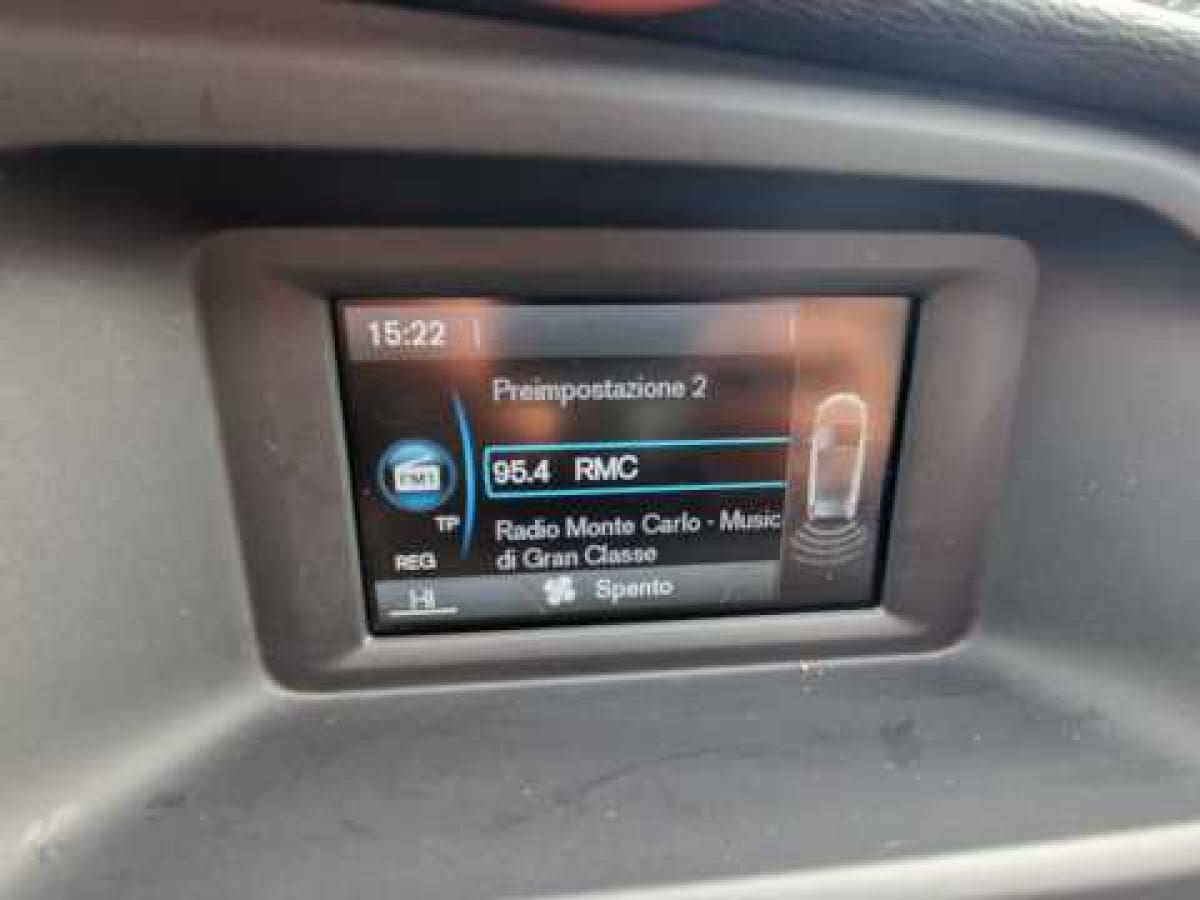 15:22
Preimpostazione 2
FM1
95.4 RMC
TP
Radio Monte Carlo - Music
di Gran Classe
REG
HI
Spento